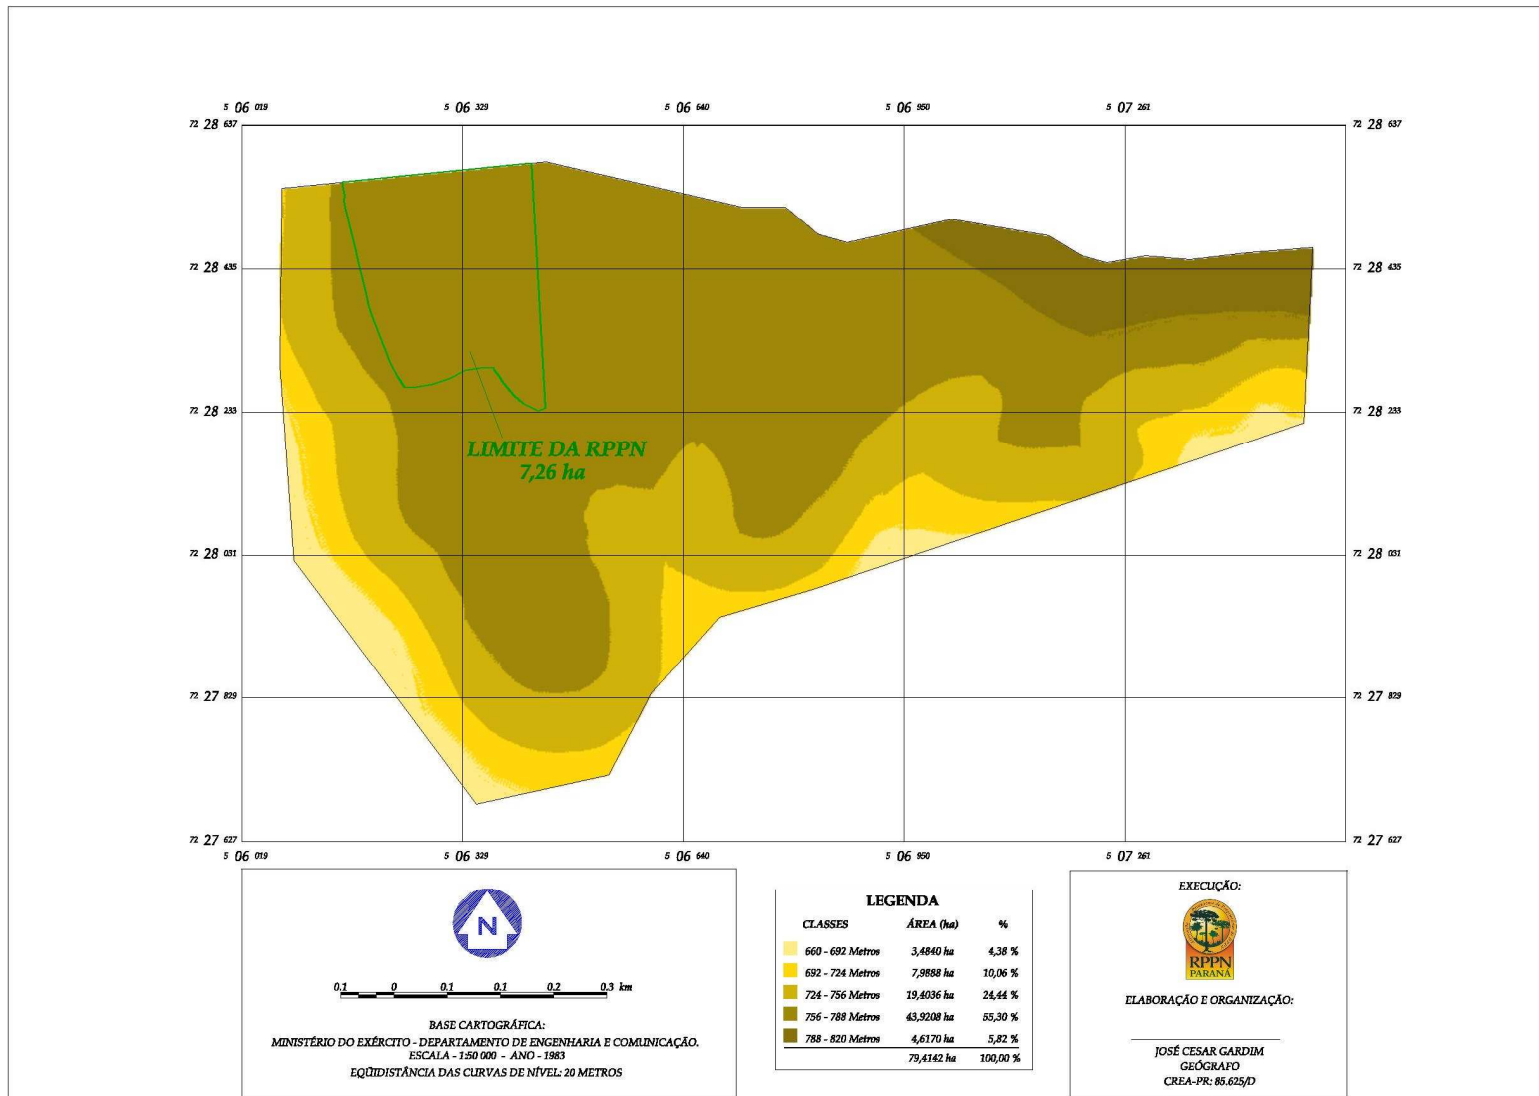 5 06 019 5 06 329 5 06 640 5 06 950 5 07 261
72 28 637 72 28 637
72 28 435 72 28 435
72 28 233 72 28 233
LIMITE DA RPPN
7,26 ha
72 28 031 72 28 031
72 27 829 72 27 829
72 27 627 72 27 627
5 06 019 5 06 329 5 06 640 5 06 950 5 07 261
N
0.1 0 0.1 0.1 0.2 0.3 km
BASE CARTOGRÁFICA:
MINISTÉRIO DO EXÉRCITO - DEPARTAMENTO DE ENGENHARIA E COMUNICAÇÃO.
ESCALA - 1:50 000 - ANO - 1983
EQÜIDISTÂNCIA DAS CURVAS DE NÍVEL: 20 METROS
LEGENDA
CLASSES ÁREA (ha) %
660 - 692 Metros 3,4840 ha 4,38 %
692 - 724 Metros 7,9888 ha 10,06 %
724 - 756 Metros 19,4036 ha 24,44 %
756 - 788 Metros 43,9208 ha 55,30 %
788 - 820 Metros 4,6170 ha 5,82 %
79,4142 ha 100,00 %
EXECUÇÃO:
RPPN
PARANÁ
ELABORAÇÃO E ORGANIZAÇÃO:
JOSÉ CESAR GARDIM
GEÓGRAFO
CREA-PR: 85.625/D